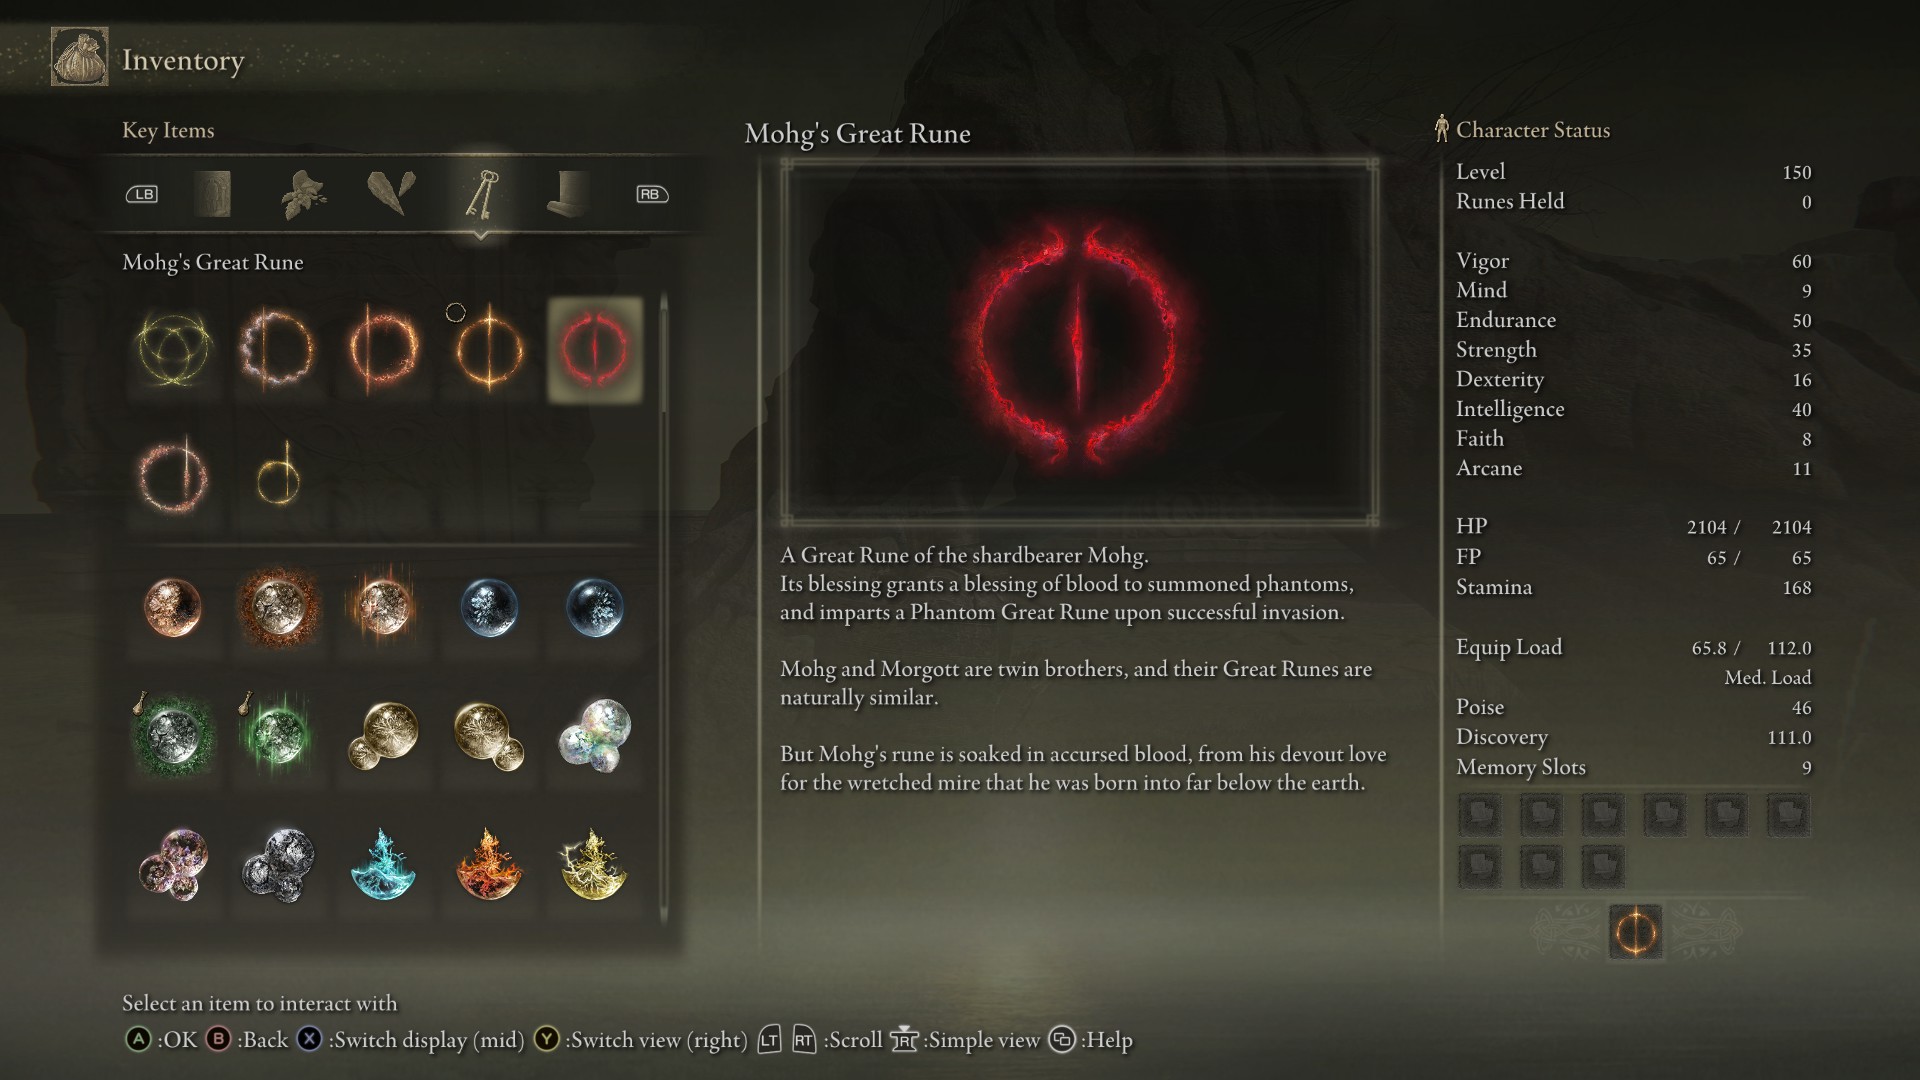 Inventory
Key Items
LB
RB
Mohg's Great Rune
Mohg's Great Rune
A Great Rune of the shardbearer Mohg.
Its blessing grants a blessing of blood to summoned phantoms,
and imparts a Phantom Great Rune upon successful invasion.
Mohg and Morgott are twin brothers, and their Great Runes are
naturally similar.
But Mohg's rune is soaked in accursed blood, from his devout love
for the wretched mire that he was born into far below the earth.
Character Status
Level 150
Runes Held 0
Vigor 60
Mind 9
Endurance 50
Strength 35
Dexterity 16
Intelligence 40
Faith 8
Arcane 11
HP 2104 / 2104
FP 65 / 65
Stamina 168
Equip Load 65.8 / 112.0
Med. Load
Poise 46
Discovery 111.0
Memory Slots 9
Select an item to interact with
A :OK B :Back X :Switch display (mid) Y :Switch view (right) LT RT :Scroll R :Simple view :Help